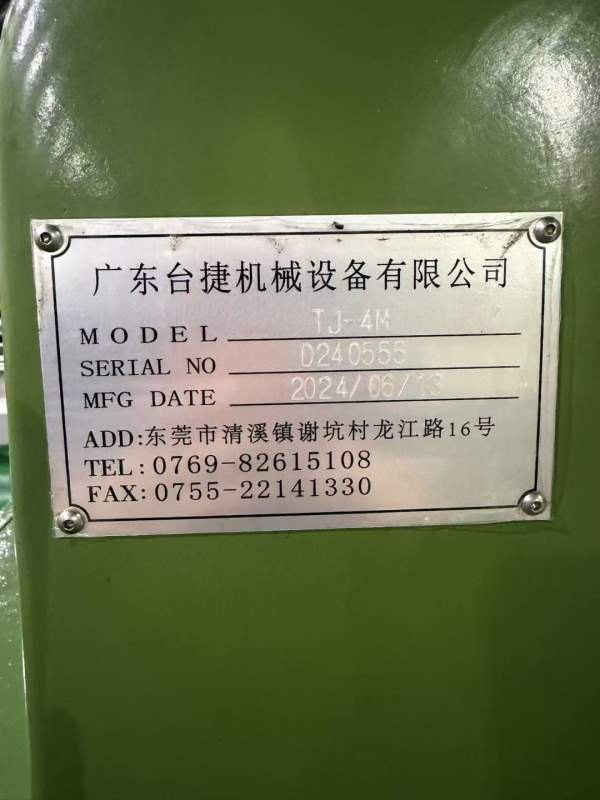 广东台捷机械设备有限公司
MODEL TJ-4M
SERIAL NO D240555
MFG DATE 2024/06/13
ADD:东莞市清溪镇谢坑村龙江路16号
TEL:0769-82615108
FAX:0755-22141330